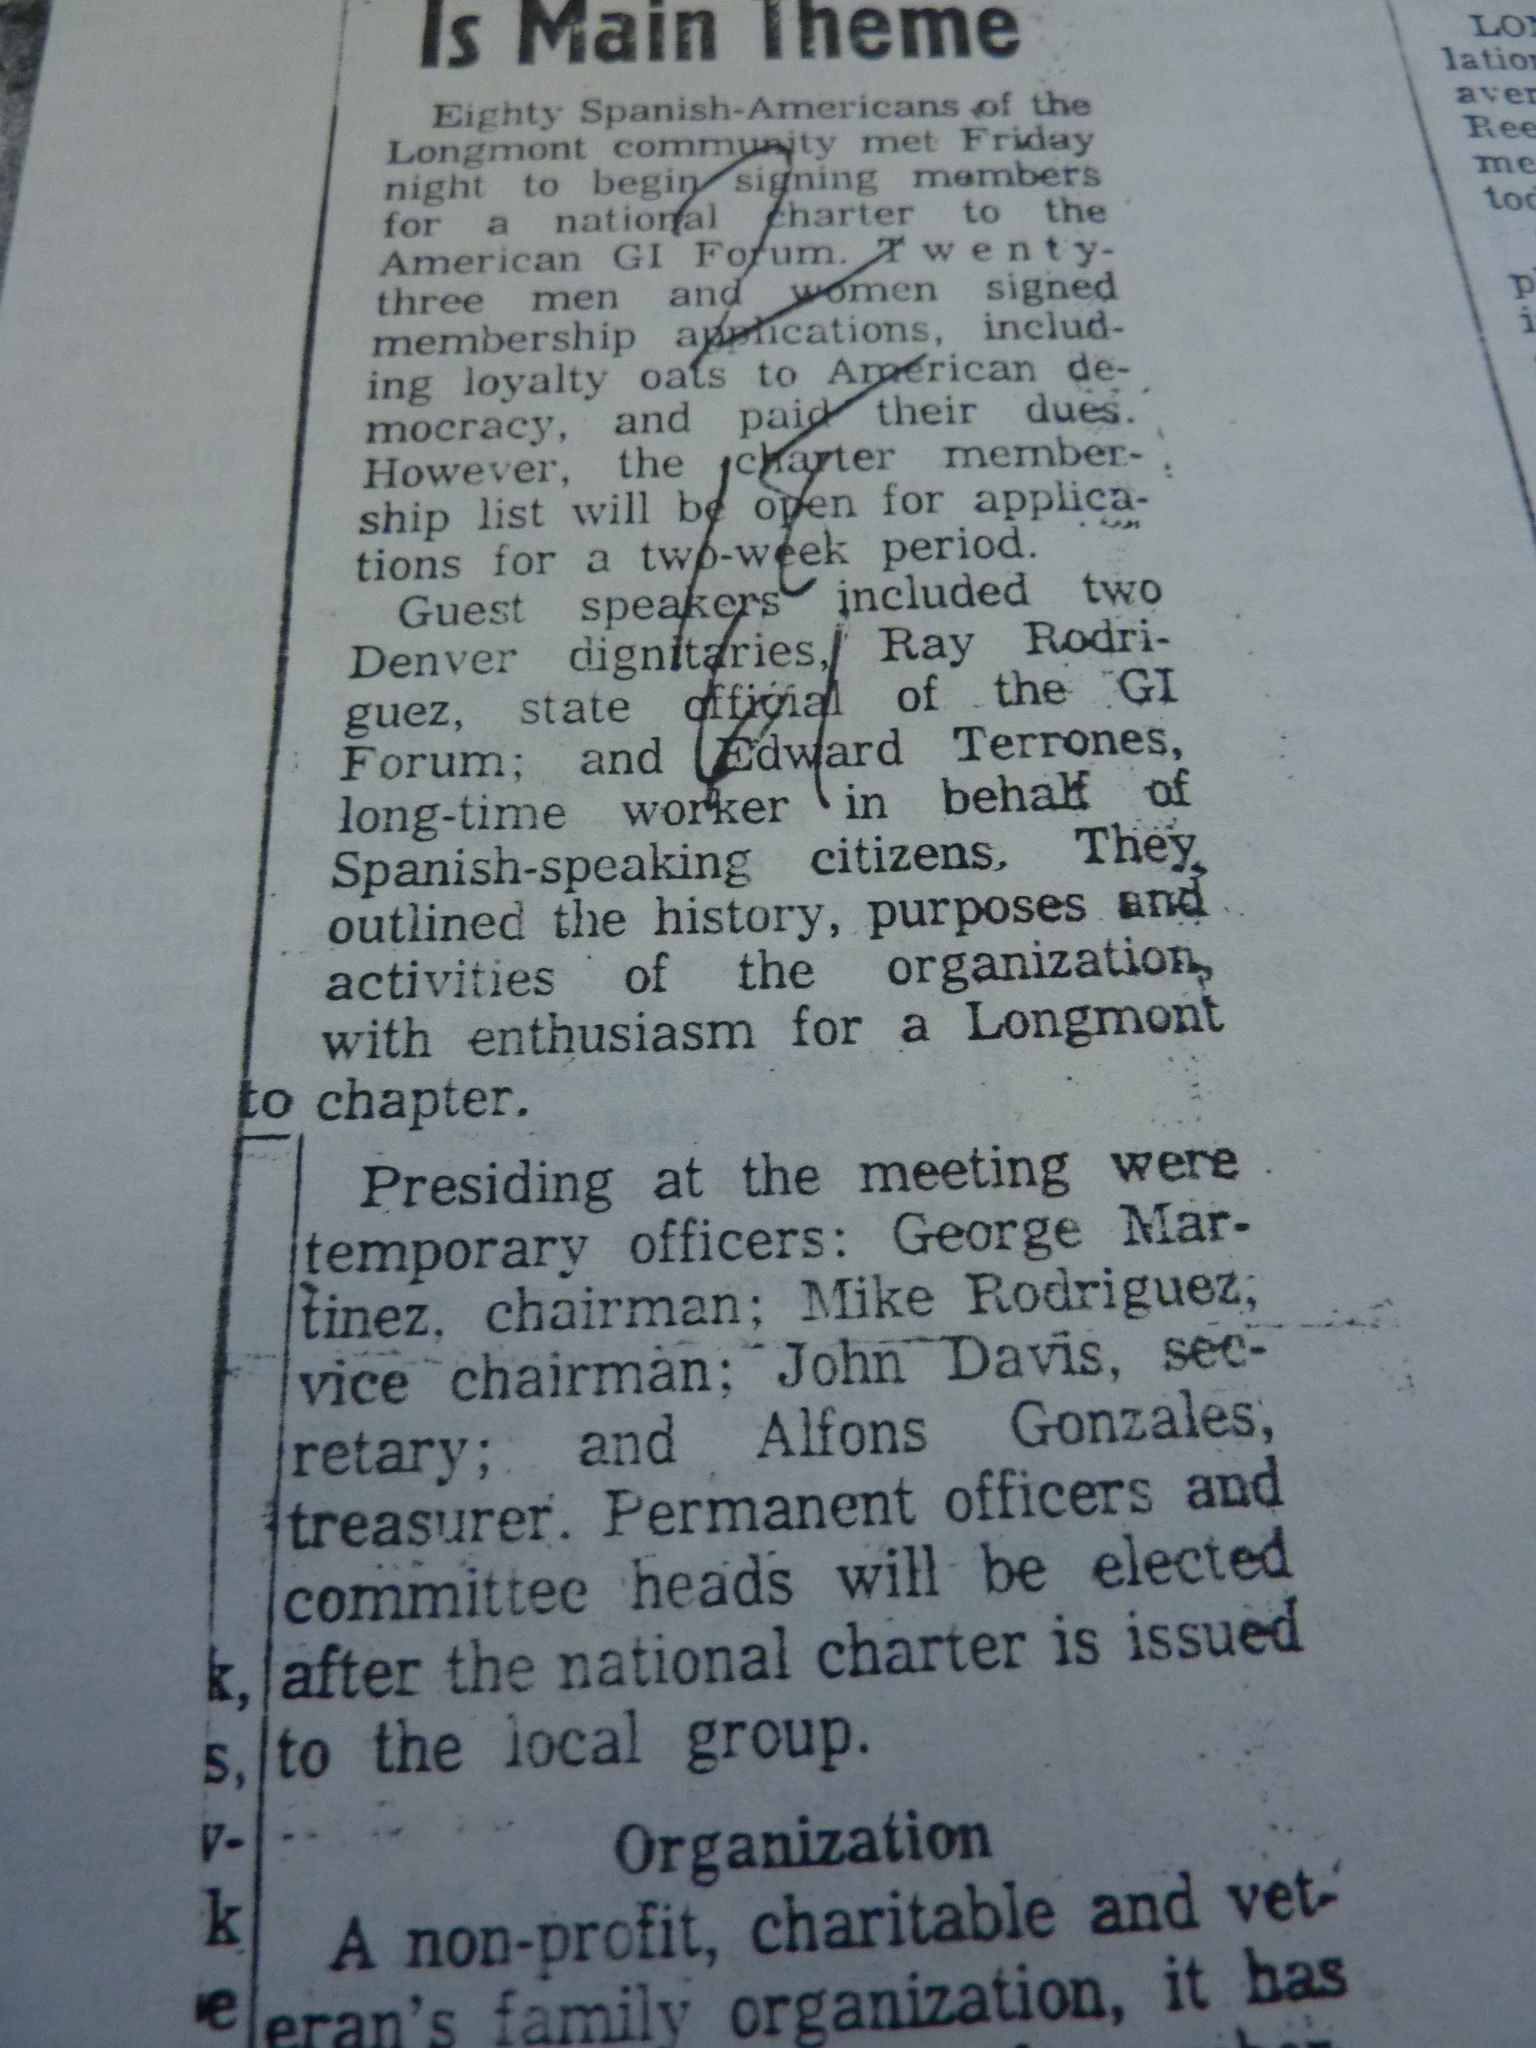 Is Main Theme
Eighty Spanish-Americans of the
Longmont community met Friday
night to begin signing members
for a national charter to the
American GI Forum. Twenty-
three men and women signed
membership applications, includ-
ing loyalty oats to American de-
mocracy, and paid their dues.
However, the charter member-
ship list will be open for applica-
tions for a two-week period.
Guest speakers included two
Denver dignitaries, Ray Rodri-
guez, state official of the GI
Forum; and Edward Terrones,
long-time worker in behalf of
Spanish-speaking citizens. They
outlined the history, purposes and
activities of the organization,
with enthusiasm for a Longmont
chapter.
Presiding at the meeting were
temporary officers: George Mar-
tinez, chairman; Mike Rodriguez,
vice chairman; John Davis, sec-
retary; and Alfons Gonzales,
treasurer. Permanent officers and
committee heads will be elected
after the national charter is issued
to the local group.
Organization
A non-profit, charitable and vet-
eran's family organization, it has
to
k,
s,
v-
k
e
LON
lation
aver
Ree
me
tod
p
i